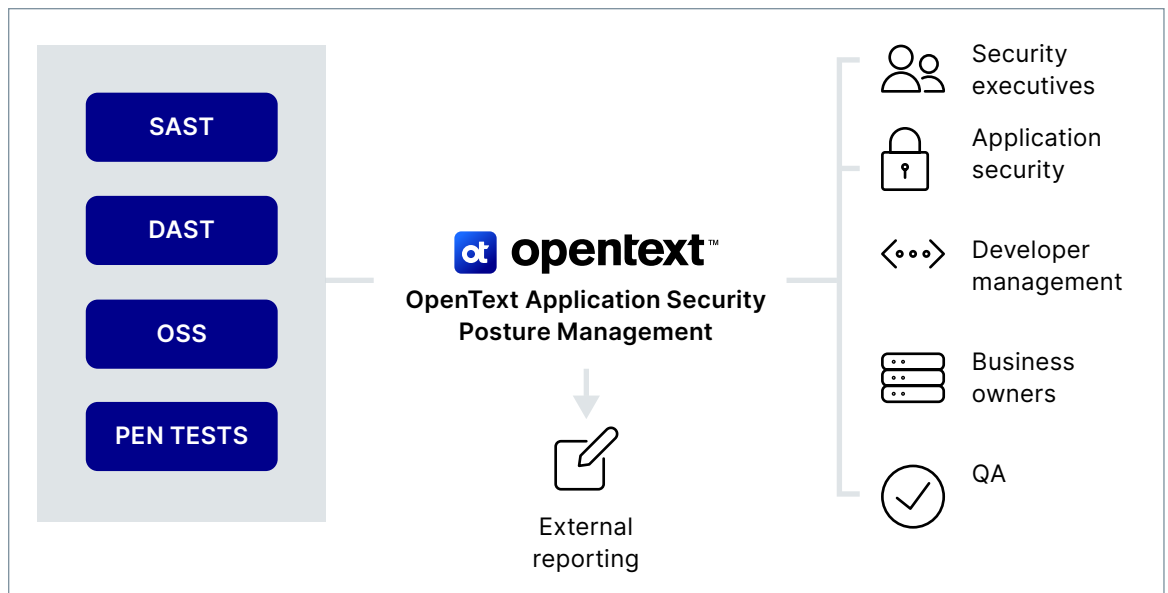 SAST
DAST
OSS
PEN TESTS
opentext™
OpenText Application Security
Posture Management
External
reporting
Security
executives
Application
security
Developer
management
Business
owners
QA